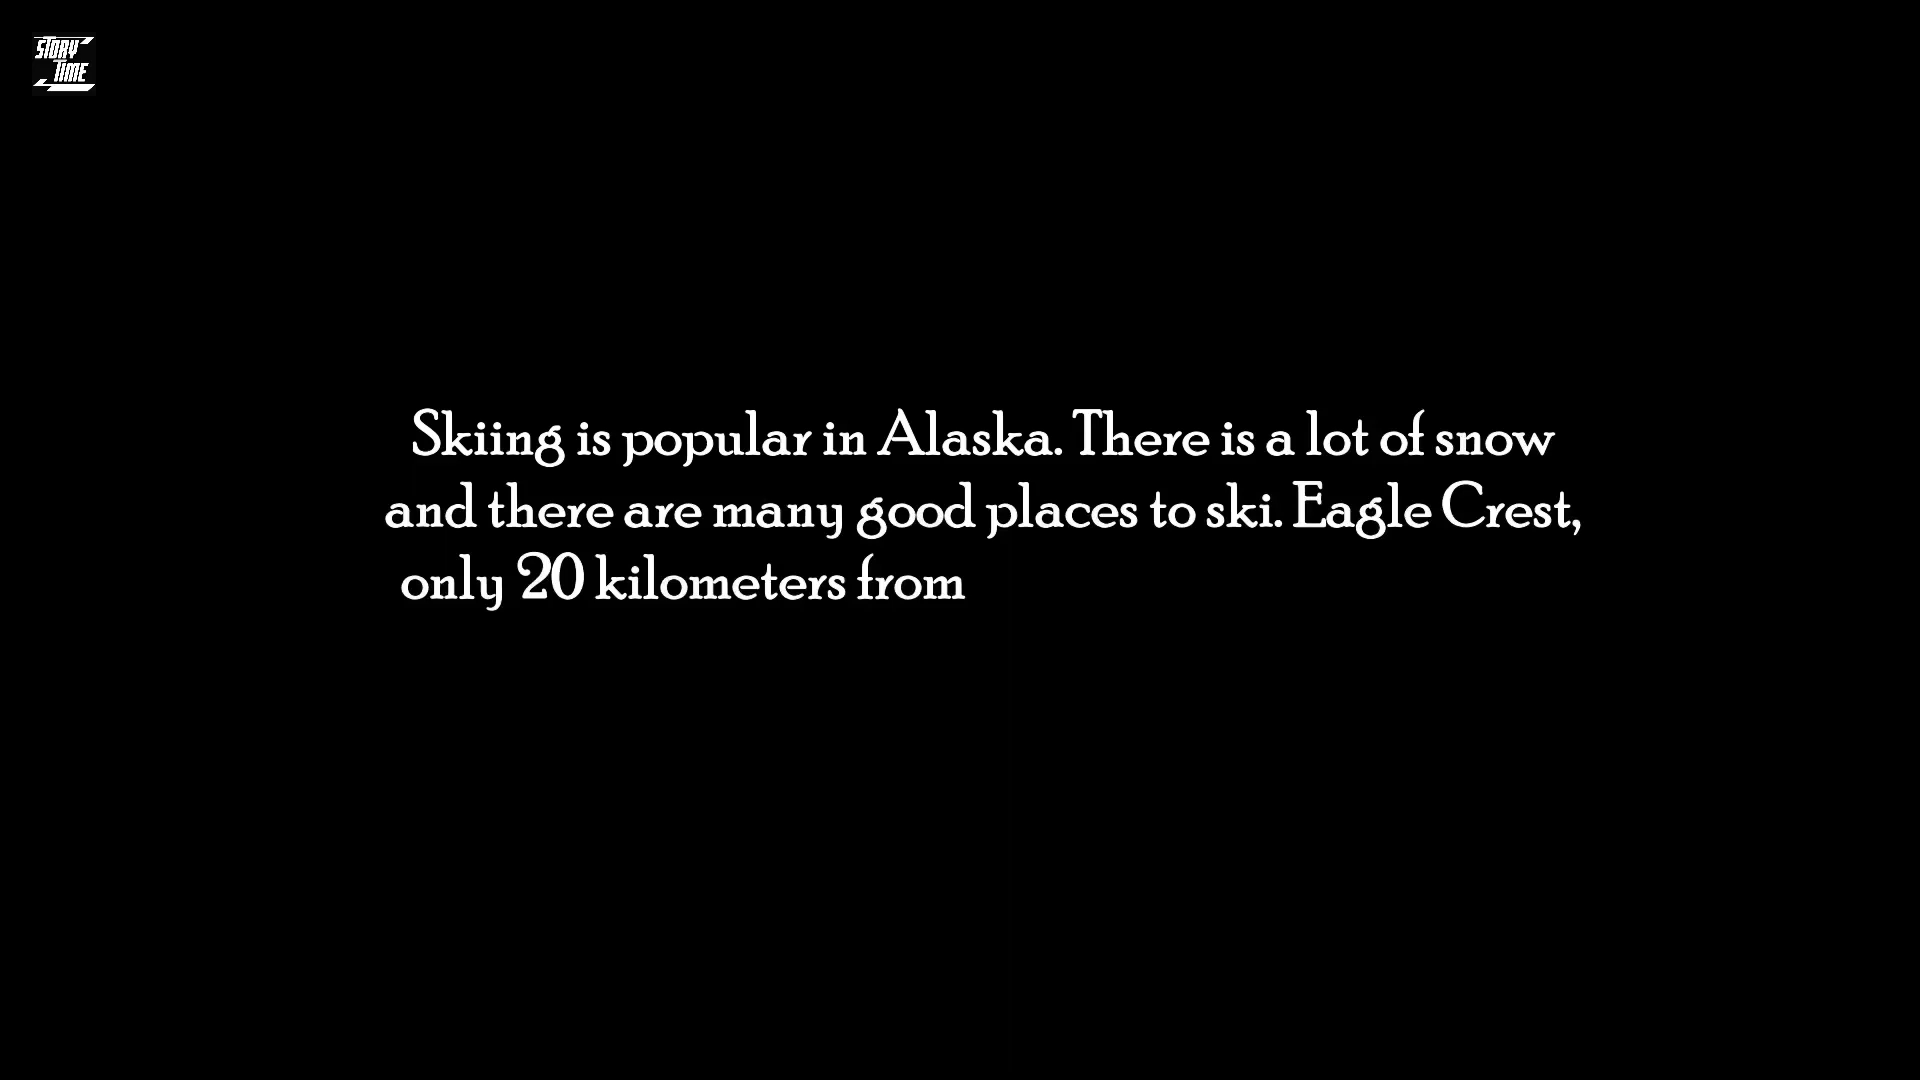 STORY
TIME
Skiing is popular in Alaska. There is a lot of snow
and there are many good places to ski. Eagle Crest,
only 20 kilometers from